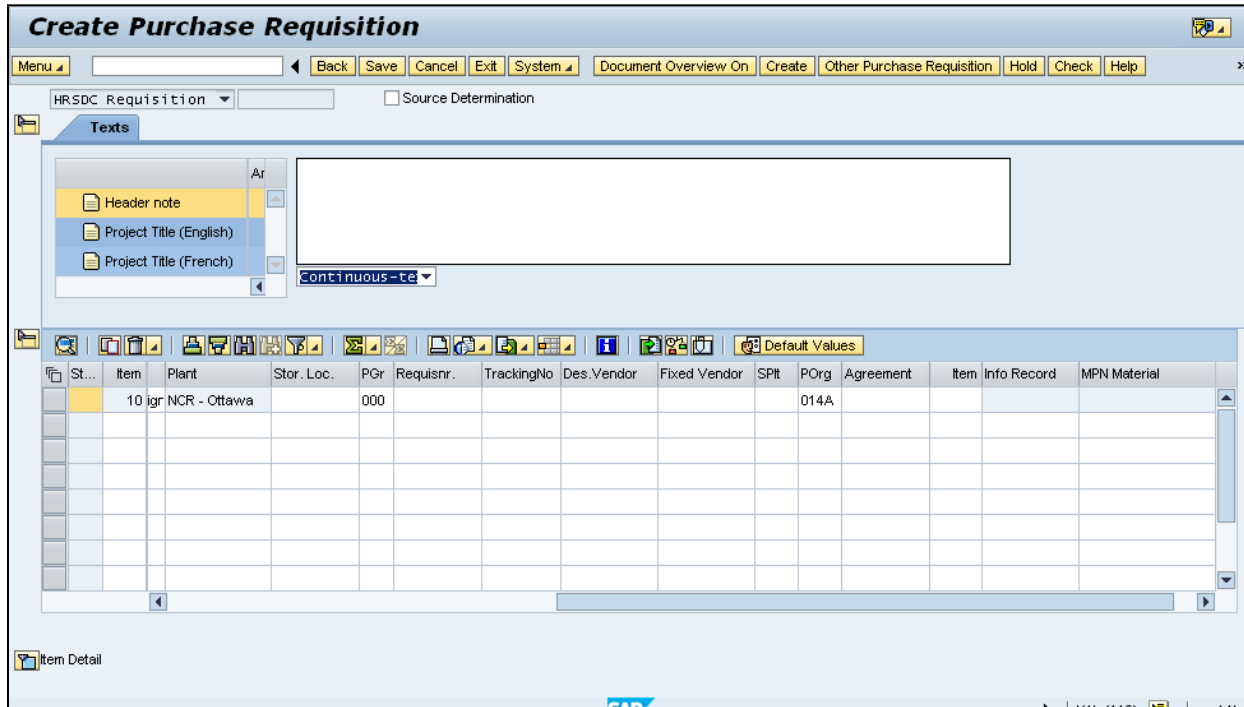 Create Purchase Requisition
Menu Back Save Cancel Exit System Document Overview On Create Other Purchase Requisition Hold Check Help
HRSDC Requisition Source Determination
Texts
Ar
Header note
Project Title (English)
Project Title (French)
Continuous-te
Default Values
St... Item Plant Stor. Loc. PGr Requisnr. TrackingNo Des.Vendor Fixed Vendor SPlt POrg Agreement Item Info Record MPN Material
10 igr NCR - Ottawa 000 014A
Item Detail
SAP